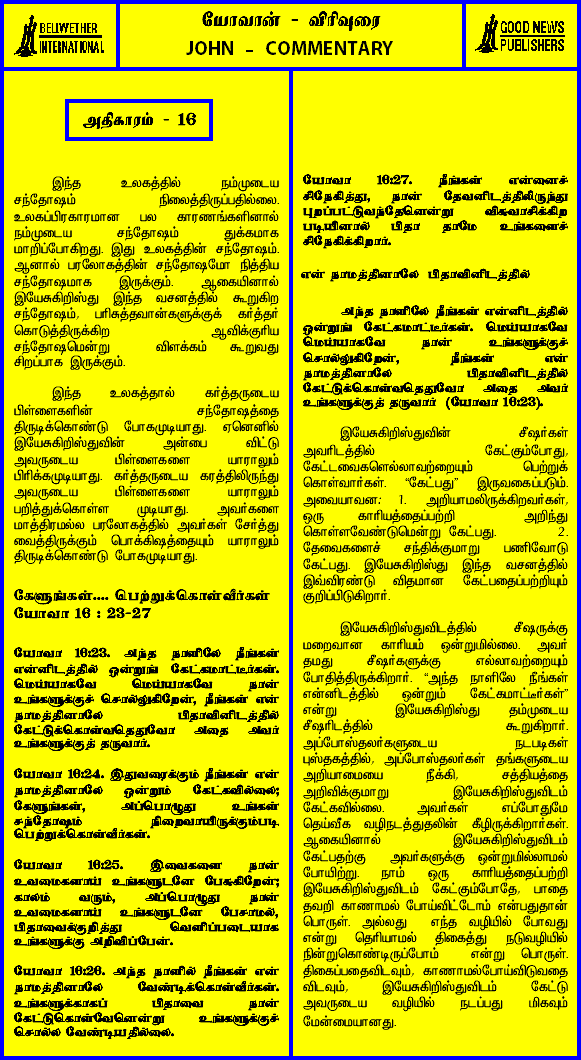 BELIWETHER
INTERNATIONAL
யோவான் - விரிவுரை
JOHN - COMMENTARY
GOOD NEWS
PUBLISHERS
அதிகாரம் - 16
இந்த உலகத்தில் நம்முடைய
சந்தோஷம் நிலைத்திருப்பதில்லை.
உலகப்பிரகாரமான பல காரணங்களினால்
நம்முடைய சந்தோஷம் துக்கமாக
மாறிப்போகிறது. இது உலகத்தின் சந்தோஷம்.
ஆனால் பரலோகத்தின் சந்தோஷமோ நித்திய
சந்தோஷமாக இருக்கும். ஆகையினால்
இயேசுகிறிஸ்து இந்த வசனத்தில் கூறுகிற
சந்தோஷம், பரிசுத்தவான்களுக்குக் கர்த்தர்
கொடுத்திருக்கிற ஆவிக்குரிய
சந்தோஷமென்று விளக்கம் கூறுவது
சிறப்பாக இருக்கும்.
இந்த உலகத்தால் கர்த்தருடைய
பிள்ளைகளின் சந்தோஷத்தை
திருடிக்கொண்டு போகமுடியாது. ஏனெனில்
இயேசுகிறிஸ்துவின் அன்பை விட்டு
அவருடைய பிள்ளைகளை யாராலும்
பிரிக்கமுடியாது. கர்த்தருடைய கரத்திலிருந்து
அவருடைய பிள்ளைகளை யாராலும்
பறித்துக்கொள்ள முடியாது. அவர்களை
மாத்திரமல்ல பரலோகத்தில் அவர்கள் சேர்த்து
வைத்திருக்கும் பொக்கிஷத்தையும் யாராலும்
திருடிக்கொண்டு போகமுடியாது.
கேளுங்கள்.... பெற்றுக்கொள்வீர்கள்
யோவா 16 : 23-27
யோவா 16:23. அந்த நாளிலே நீங்கள்
என்னிடத்தில் ஒன்றுங் கேட்கமாட்டீர்கள்.
மெய்யாகவே மெய்யாகவே நான்
உங்களுக்குச் சொல்லுகிறேன், நீங்கள் என்
நாமத்தினாலே பிதாவினிடத்தில்
கேட்டுக்கொள்வதெதுவோ அதை அவர்
உங்களுக்குத் தருவார்.
யோவா 16:24. இதுவரைக்கும் நீங்கள் என்
நாமத்தினாலே ஒன்றும் கேட்கவில்லை;
கேளுங்கள், அப்பொழுது உங்கள்
சந்தோஷம் நிறைவாயிருக்கும்படி
பெற்றுக்கொள்வீர்கள்.
யோவா 16:25. இவைகளை நான்
உவமைகளாய் உங்களுடனே பேசுகிறேன்;
காலம் வரும், அப்பொழுது நான்
உவமைகளாய் உங்களுடனே பேசாமல்,
பிதாவைக்குறித்து வெளிப்படையாக
உங்களுக்கு அறிவிப்பேன்.
யோவா 16:26. அந்த நாளில் நீங்கள் என்
நாமத்தினாலே வேண்டிக்கொள்வீர்கள்.
உங்களுக்காகப் பிதாவை நான்
கேட்டுகொள்வேனென்று உங்களுக்குச்
சொல்ல வேண்டியதில்லை.
யோவா 16:27. நீங்கள் என்னைச்
சிநேகித்து, நான் தேவனிடத்திலிருந்து
புறப்பட்டுவந்தேனென்று விசுவாசிக்கிற
படியினால் பிதா தாமே உங்களைச்
சிநேகிக்கிறார்.
என் நாமத்தினாலே பிதாவினிடத்தில்
அந்த நாளிலே நீங்கள் என்னிடத்தில்
ஒன்றுங் கேட்கமாட்டீர்கள். மெய்யாகவே
மெய்யாகவே நான் உங்களுக்குச்
சொல்லுகிறேன், நீங்கள் என்
நாமத்தினாலே பிதாவினிடத்தில்
கேட்டுக்கொள்வதெதுவோ அதை அவர்
உங்களுக்குத் தருவார் (யோவா 16:23).
இயேசுகிறிஸ்துவின் சீஷர்கள்
அவரிடத்தில் கேட்கும்போது,
கேட்டவைகளெல்லாவற்றையும் பெற்றுக்
கொள்வார்கள். "கேட்பது" இருவகைப்படும்.
அவையாவன: 1. அறியாமலிருக்கிறவர்கள்,
ஒரு காரியத்தைப்பற்றி அறிந்து
கொள்ளவேண்டுமென்று கேட்பது. 2.
தேவைகளைச் சந்திக்குமாறு பணிவோடு
கேட்பது. இயேசுகிறிஸ்து இந்த வசனத்தில்
இவ்விரண்டு விதமான கேட்பதைப்பற்றியும்
குறிப்பிடுகிறார்.
இயேசுகிறிஸ்துவிடத்தில் சீஷருக்கு
மறைவான காரியம் ஒன்றுமில்லை. அவர்
தமது சீஷர்களுக்கு எல்லாவற்றையும்
போதித்திருக்கிறார். "அந்த நாளிலே நீங்கள்
என்னிடத்தில் ஒன்றும் கேட்கமாட்டீர்கள்"
என்று இயேசுகிறிஸ்து தம்முடைய
சீஷரிடத்தில் கூறுகிறார்.
அப்போஸ்தலர்களுடைய நடபடிகள்
புஸ்தகத்தில், அப்போஸ்தலர்கள் தங்களுடைய
அறியாமையை நீக்கி, சத்தியத்தை
அறிவிக்குமாறு இயேசுகிறிஸ்துவிடம்
கேட்கவில்லை. அவர்கள் எப்போதுமே
தெய்வீக வழிநடத்துதலின் கீழிருக்கிறார்கள்.
ஆகையினால் இயேசுகிறிஸ்துவிடம்
கேட்பதற்கு அவர்களுக்கு ஒன்றுமில்லாமல்
போயிற்று. நாம் ஒரு காரியத்தைப்பற்றி
இயேசுகிறிஸ்துவிடம் கேட்கும்போதே, பாதை
தவறி காணாமல் போய்விட்டோம் என்பதுதான்
பொருள். அல்லது எந்த வழியில் போவது
என்று தெரியாமல் திகைத்து நடுவழியில்
நின்றுகொண்டிருப்போம் என்று பொருள்.
திகைப்பதைவிடவும், காணாமல்போய்விடுவதை
விடவும், இயேசுகிறிஸ்துவிடம் கேட்டு
அவருடைய வழியில் நடப்பது மிகவும்
மேன்மையானது.